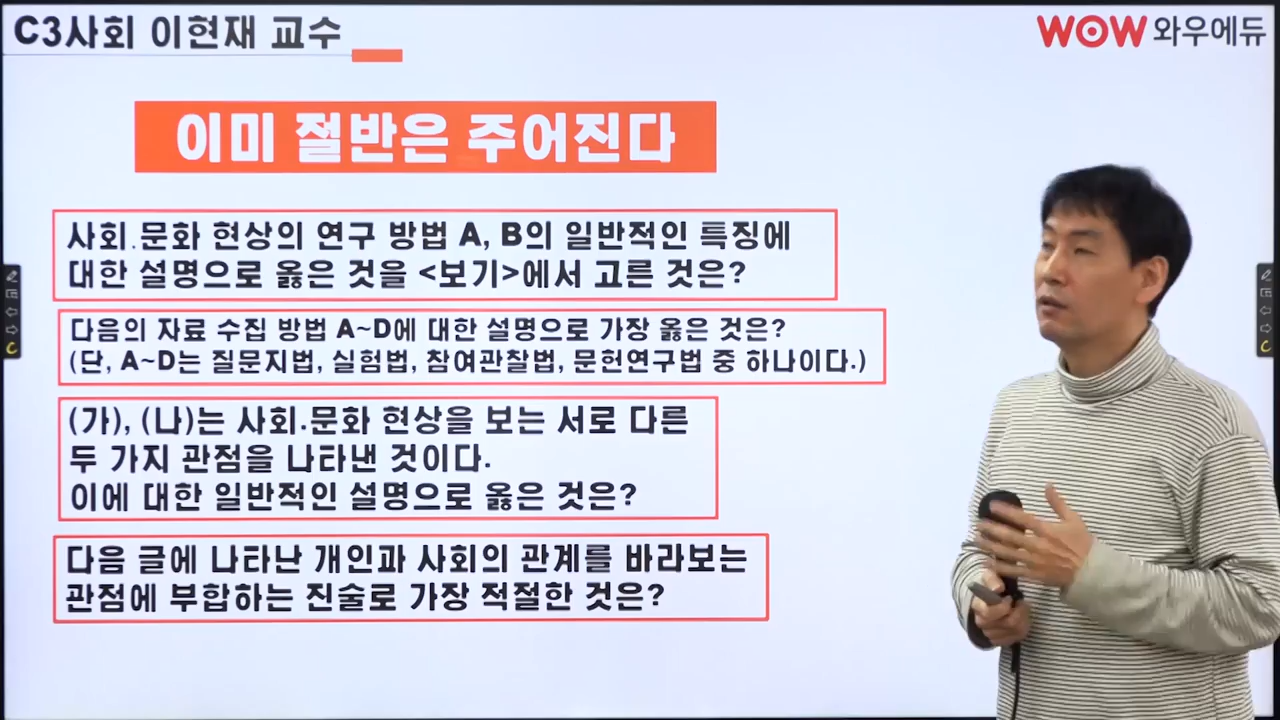 C3사회 이현재 교수
WOW 와우에듀
이미 절반은 주어진다
사회.문화 현상의 연구 방법 A, B의 일반적인 특징에
대한 설명으로 옳은 것을 <보기>에서 고른 것은?
다음의 자료 수집 방법 A~D에 대한 설명으로 가장 옳은 것은?
(단, A~D는 질문지법, 실험법, 참여관찰법, 문헌연구법 중 하나이다.)
(가), (나)는 사회.문화 현상을 보는 서로 다른
두 가지 관점을 나타낸 것이다.
이에 대한 일반적인 설명으로 옳은 것은?
다음 글에 나타난 개인과 사회의 관계를 바라보는
관점에 부합하는 진술로 가장 적절한 것은?